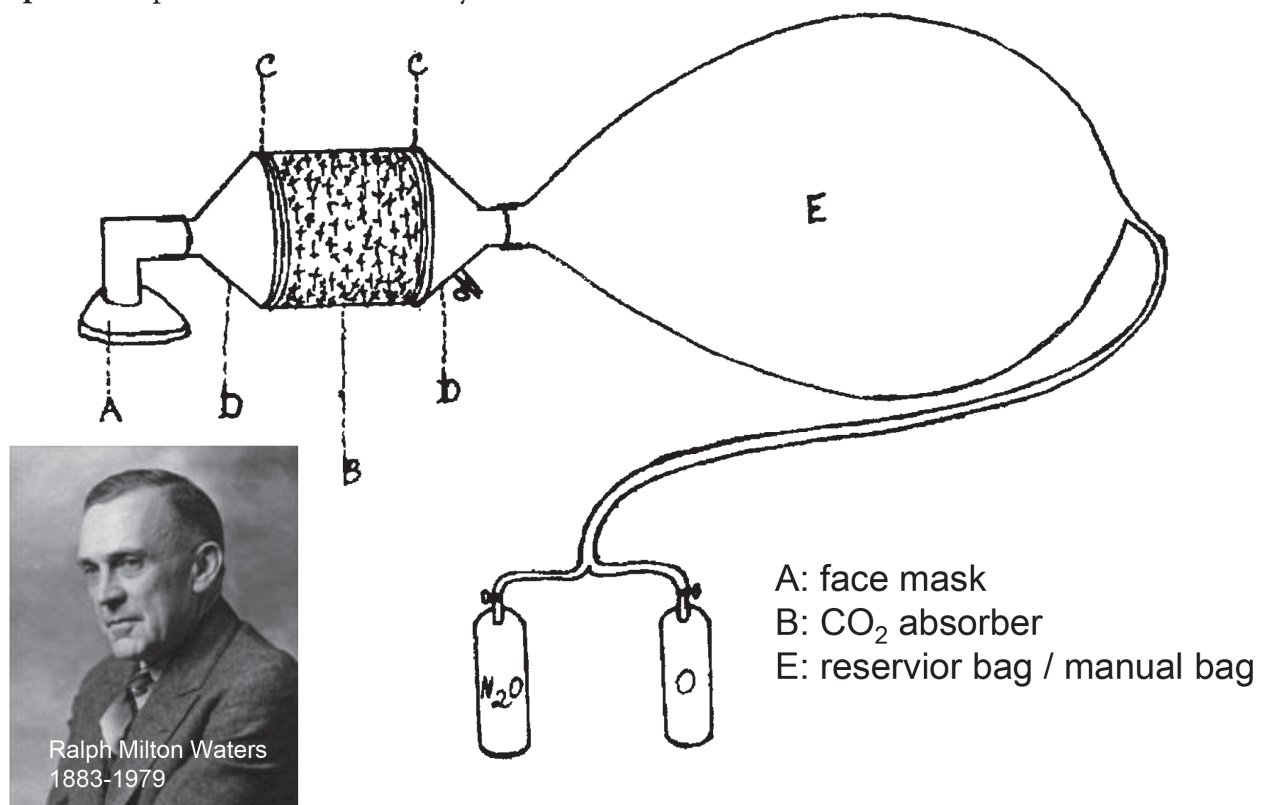 C C
E
A D D
B
N₂O O
A: face mask
B: CO₂ absorber
E: reservior bag / manual bag
Ralph Milton Waters
1883-1979